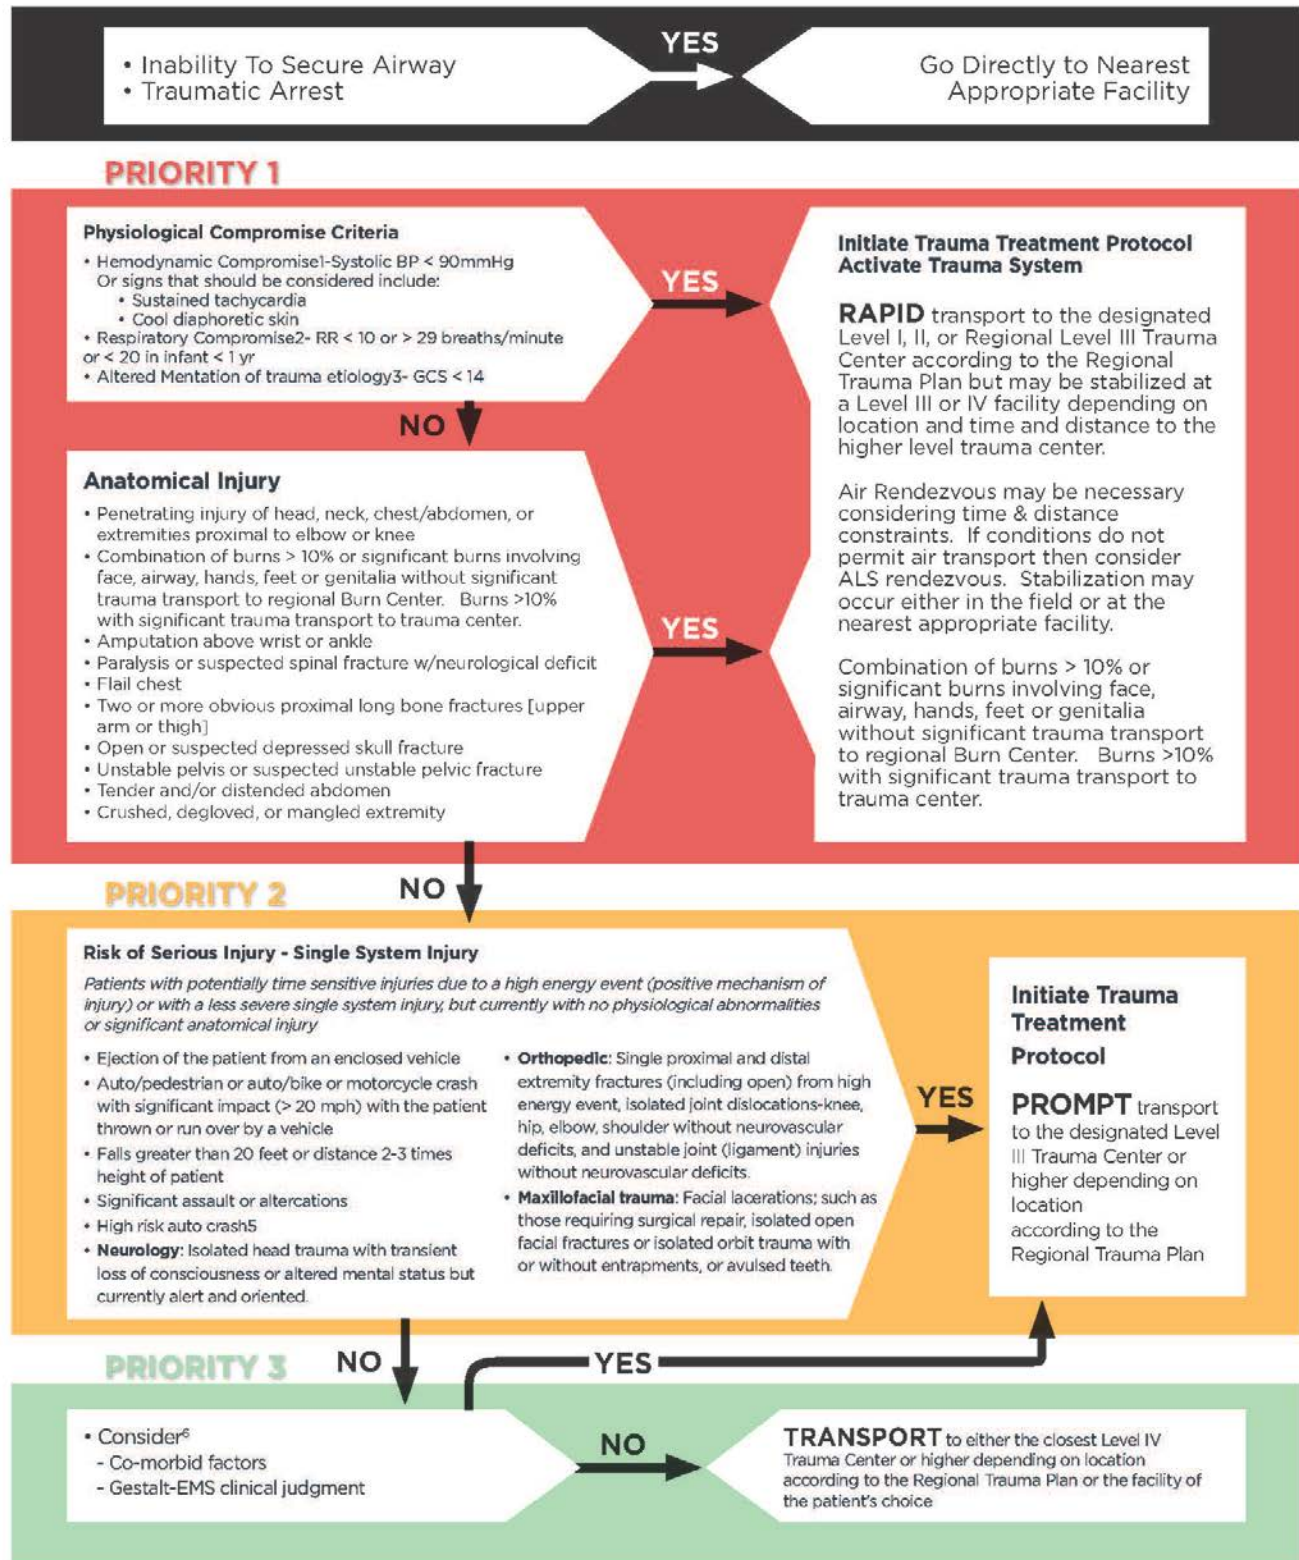 • Inability To Secure Airway
• Traumatic Arrest
YES
Go Directly to Nearest
Appropriate Facility
PRIORITY 1
Physiological Compromise Criteria
• Hemodynamic Compromise1-Systolic BP < 90mmHg
Or signs that should be considered include:
• Sustained tachycardia
• Cool diaphoretic skin
• Respiratory Compromise2- RR < 10 or > 29 breaths/minute
or < 20 in infant < 1 yr
• Altered Mentation of trauma etiology3- GCS < 14
YES
NO
Anatomical Injury
• Penetrating injury of head, neck, chest/abdomen, or
extremities proximal to elbow or knee
• Combination of burns > 10% or significant burns involving
face, airway, hands, feet or genitalia without significant
trauma transport to regional Burn Center. Burns >10%
with significant trauma transport to trauma center.
• Amputation above wrist or ankle
• Paralysis or suspected spinal fracture w/neurological deficit
• Flail chest
• Two or more obvious proximal long bone fractures [upper
arm or thigh]
• Open or suspected depressed skull fracture
• Unstable pelvis or suspected unstable pelvic fracture
• Tender and/or distended abdomen
• Crushed, degloved, or mangled extremity
YES
Initiate Trauma Treatment Protocol
Activate Trauma System
RAPID transport to the designated
Level I, II, or Regional Level III Trauma
Center according to the Regional
Trauma Plan but may be stabilized at
a Level III or IV facility depending on
location and time and distance to the
higher level trauma center.
Air Rendezvous may be necessary
considering time & distance
constraints. If conditions do not
permit air transport then consider
ALS rendezvous. Stabilization may
occur either in the field or at the
nearest appropriate facility.
Combination of burns > 10% or
significant burns involving face,
airway, hands, feet or genitalia
without significant trauma transport
to regional Burn Center. Burns >10%
with significant trauma transport to
trauma center.
NO
PRIORITY 2
Risk of Serious Injury - Single System Injury
Patients with potentially time sensitive injuries due to a high energy event (positive mechanism of
injury) or with a less severe single system injury, but currently with no physiological abnormalities
or significant anatomical injury
• Ejection of the patient from an enclosed vehicle
• Auto/pedestrian or auto/bike or motorcycle crash
with significant impact (> 20 mph) with the patient
thrown or run over by a vehicle
• Falls greater than 20 feet or distance 2-3 times
height of patient
• Significant assault or altercations
• High risk auto crash5
• Neurology: Isolated head trauma with transient
loss of consciousness or altered mental status but
currently alert and oriented.
• Orthopedic: Single proximal and distal
extremity fractures (including open) from high
energy event, isolated joint dislocations-knee,
hip, elbow, shoulder without neurovascular
deficits, and unstable joint (ligament) injuries
without neurovascular deficits.
• Maxillofacial trauma: Facial lacerations; such as
those requiring surgical repair, isolated open
facial fractures or isolated orbit trauma with
or without entrapments, or avulsed teeth.
YES
Initiate Trauma
Treatment
Protocol
PROMPT transport
to the designated Level
III Trauma Center or
higher depending on
location
according to the
Regional Trauma Plan
NO
PRIORITY 3
YES
• Consider⁶
- Co-morbid factors
- Gestalt-EMS clinical judgment
NO
TRANSPORT to either the closest Level IV
Trauma Center or higher depending on location
according to the Regional Trauma Plan or the facility of
the patient's choice